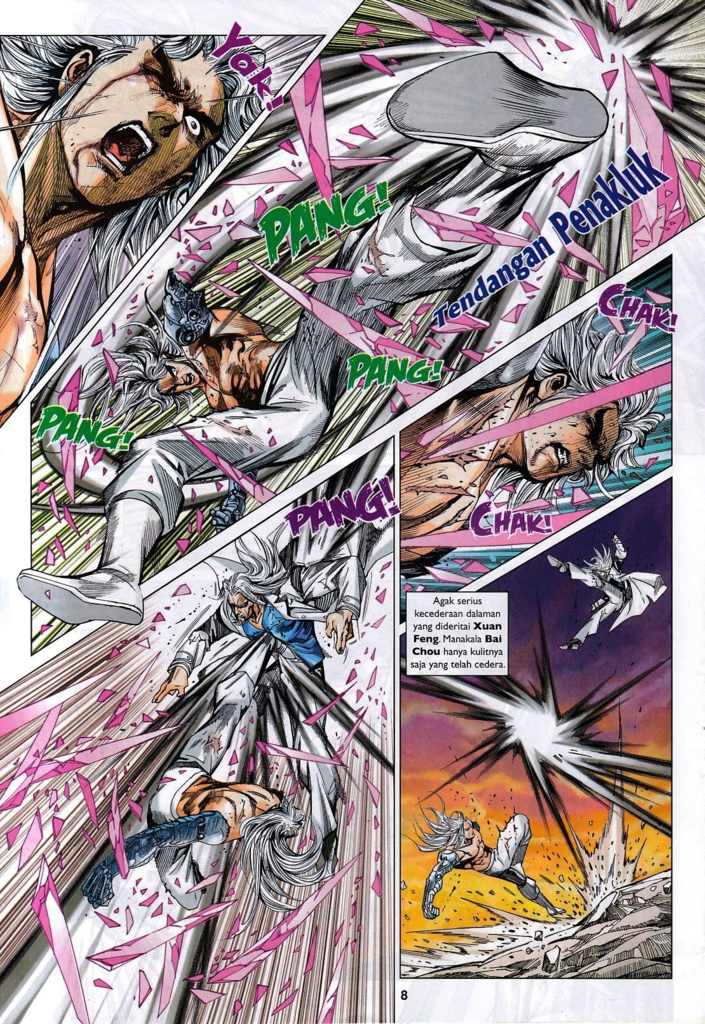 Yak!
PANG!
Tendangan Penakluk
PANG!
PANG!
CHAK!
CHAK!
PANG!
Agak serius
kecederaan dalaman
yang dideritai Xuan
Feng. Manakala Bai
Chou hanya kulitnya
saja yang telah cedera.
8